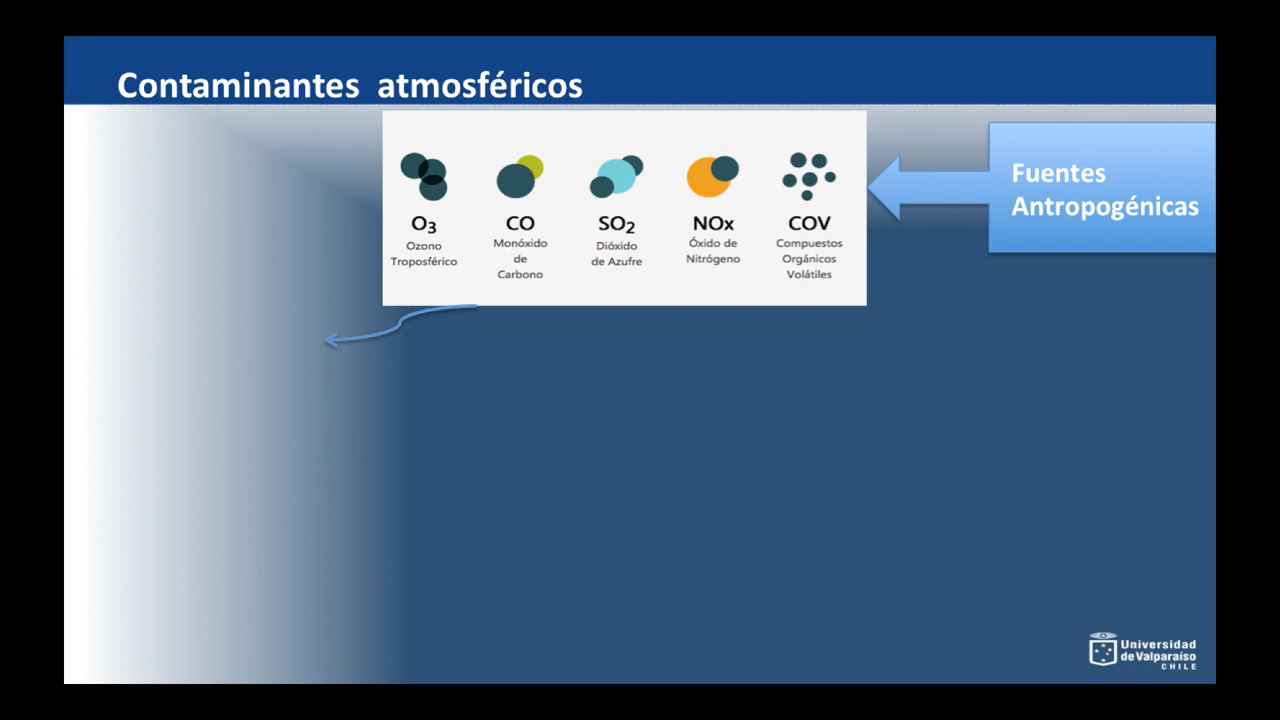 Contaminantes atmosféricos
Fuentes
Antropogénicas
O3 CO SO2 NOx COV
Ozono
Troposférico
Monóxido
de
Carbono
Dióxido
de Azufre
Óxido de
Nitrógeno
Compuestos
Orgánicos
Volátiles
Universidad
de Valparaíso
CHILE